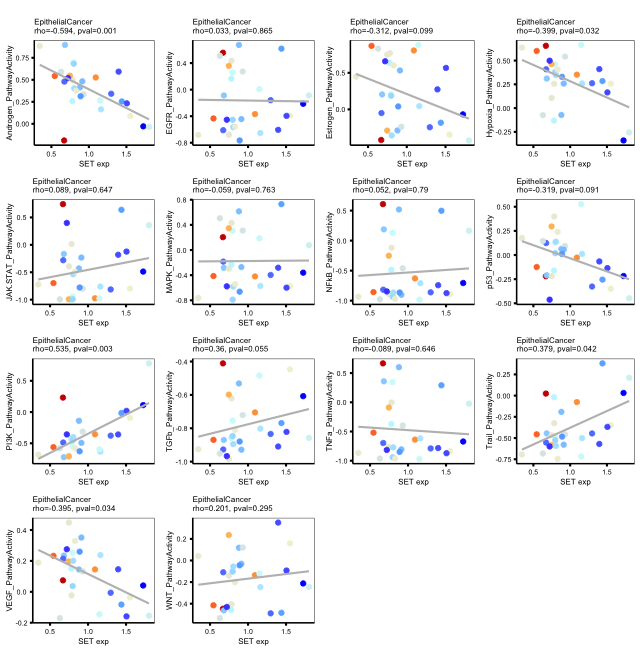 EpithelialCancer
rho=-0.594, pval=0.001
Androgen_PathwayActivity
0.75
0.50
0.25
0.00
0.5
1.0
1.5
SET exp
EpithelialCancer
rho=0.033, pval=0.865
EGFR_PathwayActivity
0.4
0.0
-0.4
-0.8
0.5
1.0
1.5
SET exp
EpithelialCancer
rho=-0.312, pval=0.099
Estrogen_PathwayActivity
0.5
0.0
0.5
1.0
1.5
SET exp
EpithelialCancer
rho=-0.399, pval=0.032
Hypoxia_PathwayActivity
0.50
0.25
0.00
-0.25
0.5
1.0
1.5
SET exp
EpithelialCancer
rho=0.089, pval=0.647
JAK.STAT_PathwayActivity
0.5
0.0
-0.5
-1.0
0.5
1.0
1.5
SET exp
EpithelialCancer
rho=-0.059, pval=0.763
MAPK_PathwayActivity
0.8
0.4
0.0
-0.4
-0.8
0.5
1.0
1.5
SET exp
EpithelialCancer
rho=0.052, pval=0.79
NFkB_PathwayActivity
0.5
0.0
-0.5
-1.0
0.5
1.0
1.5
SET exp
EpithelialCancer
rho=-0.319, pval=0.091
p53_PathwayActivity
0.50
0.25
0.00
-0.25
-0.50
0.5
1.0
1.5
SET exp
EpithelialCancer
rho=0.535, pval=0.003
PI3K_PathwayActivity
0.5
0.0
-0.5
0.5
1.0
1.5
SET exp
EpithelialCancer
rho=0.36, pval=0.055
TGFb_PathwayActivity
-0.4
-0.6
-0.8
-1.0
0.5
1.0
1.5
SET exp
EpithelialCancer
rho=-0.089, pval=0.646
TNFa_PathwayActivity
0.5
0.0
-0.5
-1.0
0.5
1.0
1.5
SET exp
EpithelialCancer
rho=0.379, pval=0.042
Trail_PathwayActivity
0.25
0.00
-0.25
-0.50
-0.75
0.5
1.0
1.5
SET exp
EpithelialCancer
rho=-0.395, pval=0.034
VEGF_PathwayActivity
0.4
0.2
0.0
-0.2
0.5
1.0
1.5
SET exp
EpithelialCancer
rho=0.201, pval=0.295
WNT_PathwayActivity
0.2
0.0
-0.2
-0.4
0.5
1.0
1.5
SET exp